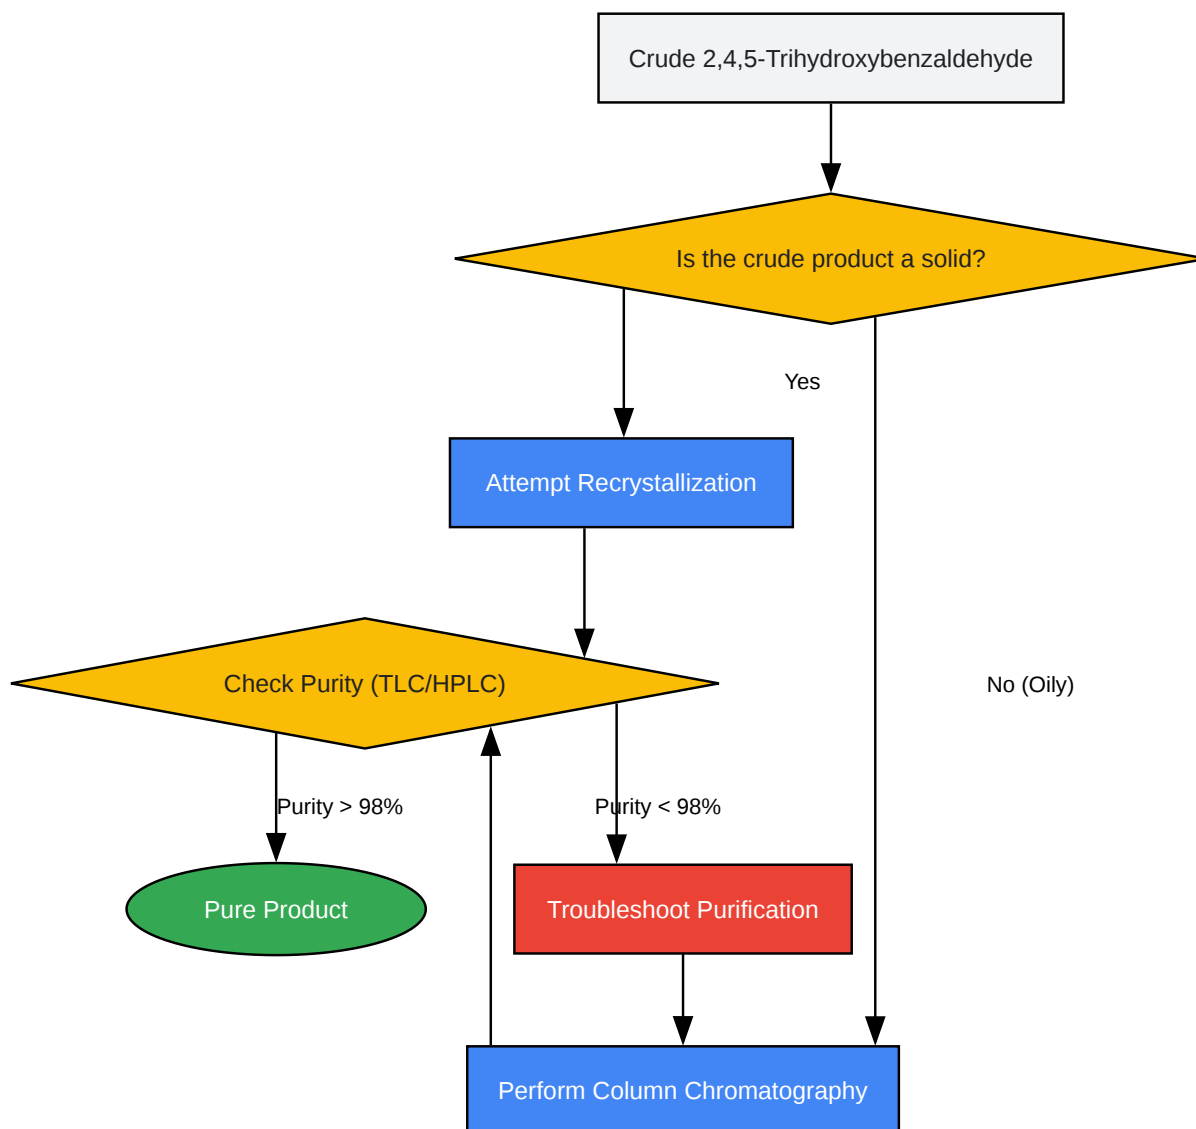 Crude 2,4,5-Trihydroxybenzaldehyde
Is the crude product a solid?
Yes
Attempt Recrystallization
Check Purity (TLC/HPLC)
No (Oily)
Purity > 98%
Purity < 98%
Pure Product
Troubleshoot Purification
Perform Column Chromatography